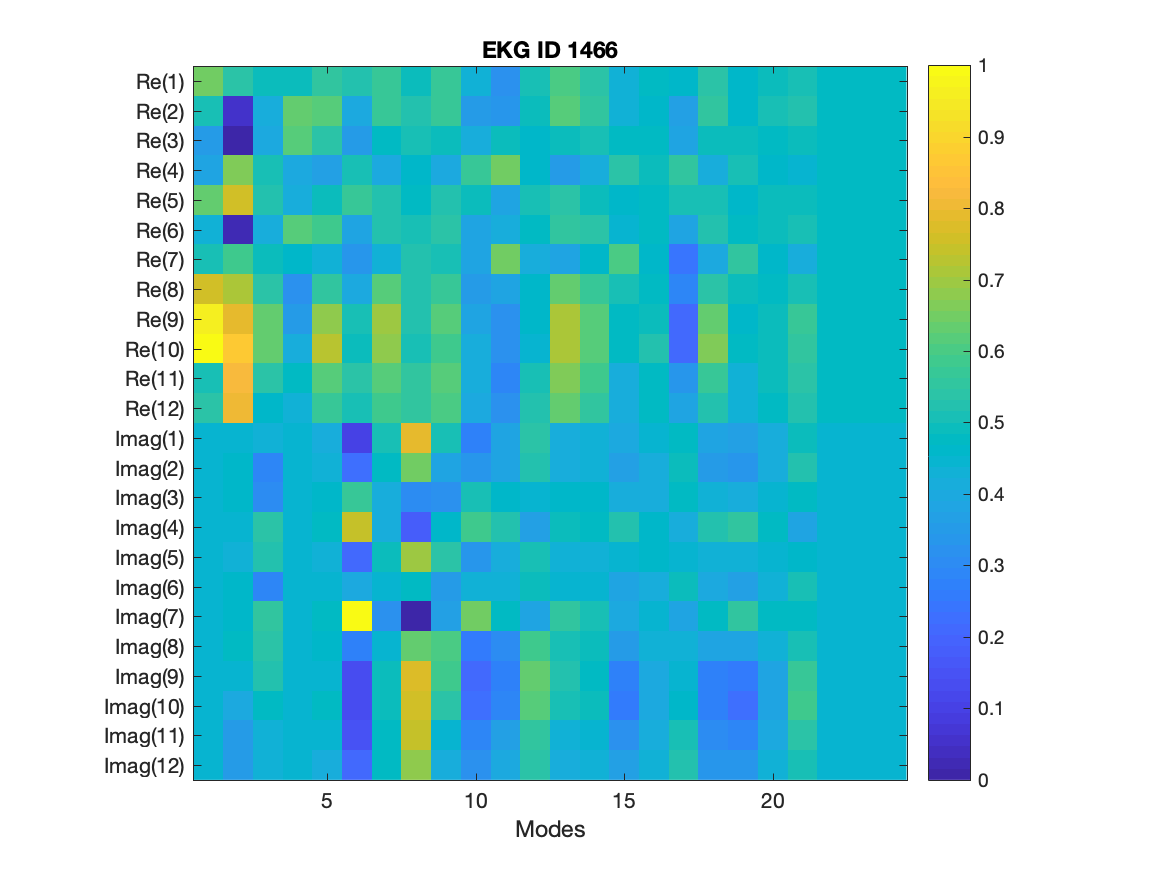 EKG ID 1466
Re(1)
Re(2)
Re(3)
Re(4)
Re(5)
Re(6)
Re(7)
Re(8)
Re(9)
Re(10)
Re(11)
Re(12)
Imag(1)
Imag(2)
Imag(3)
Imag(4)
Imag(5)
Imag(6)
Imag(7)
Imag(8)
Imag(9)
Imag(10)
Imag(11)
Imag(12)
5 10 15 20
Modes
1
0.9
0.8
0.7
0.6
0.5
0.4
0.3
0.2
0.1
0